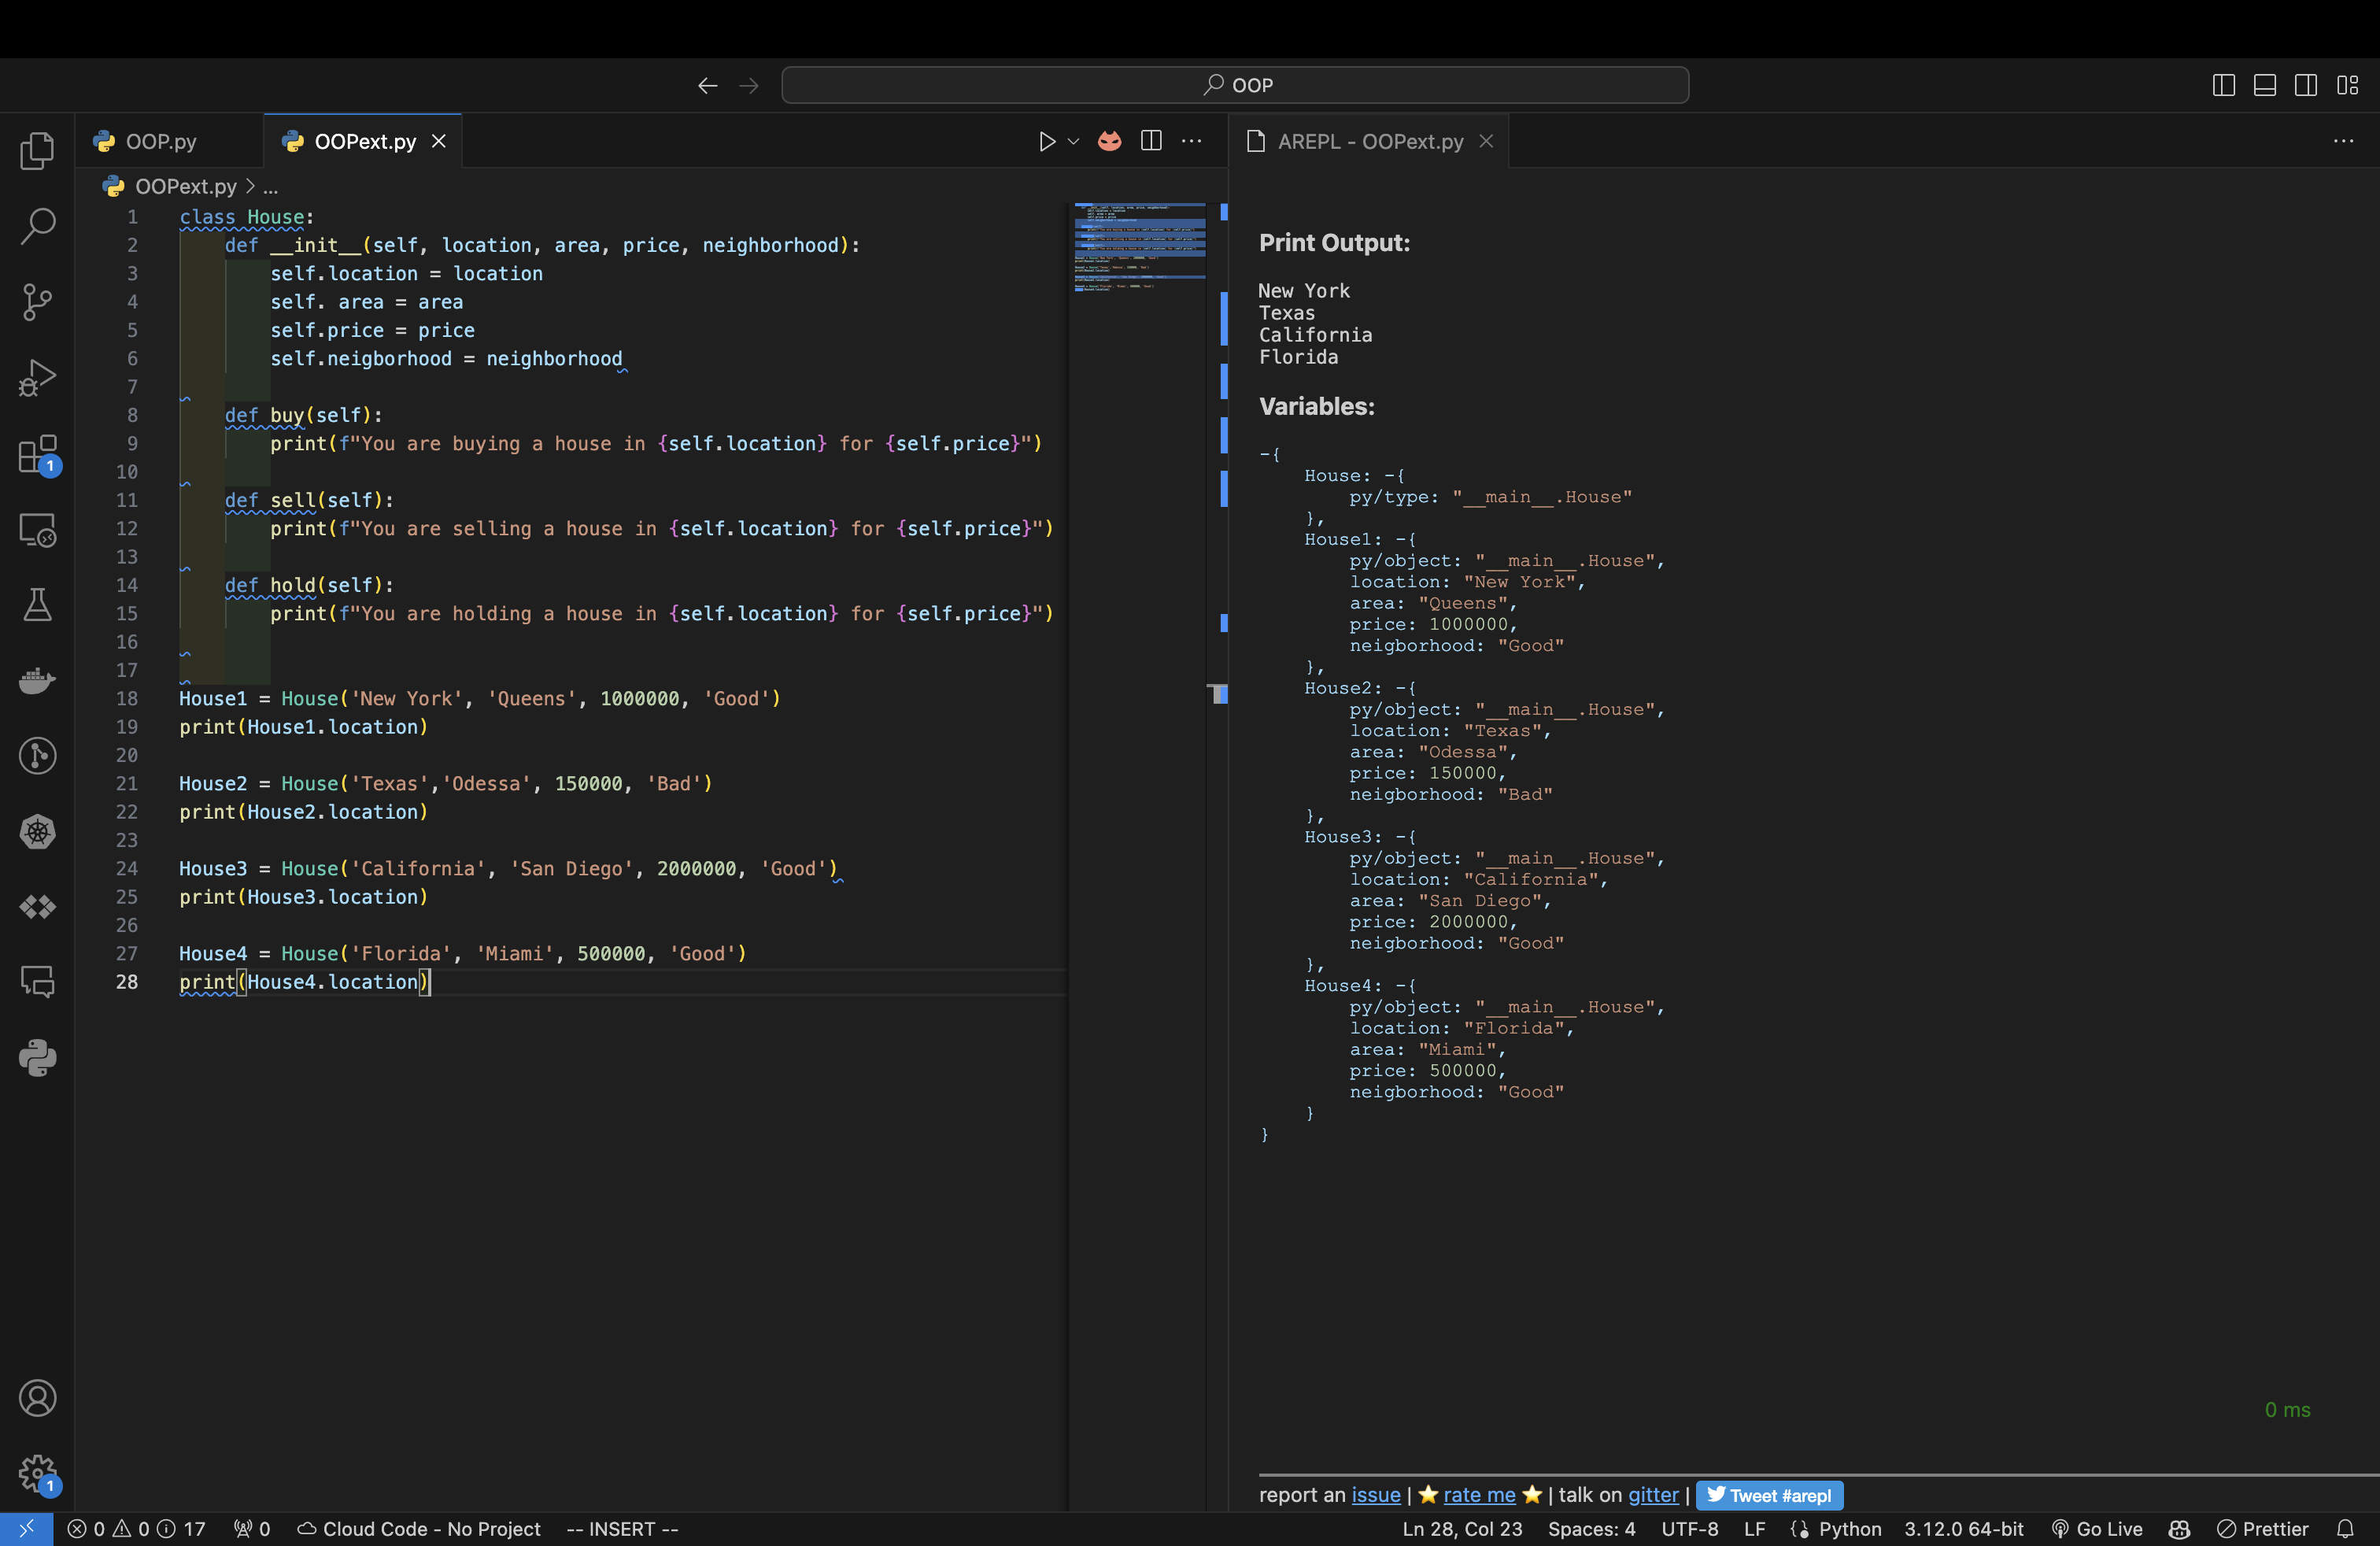 OOP
OOP.py
OOPext.py
AREPL - OOPext.py
OOPext.py > ...
1 class House:
2     def __init__(self, location, area, price, neighborhood):
3         self.location = location
4         self. area = area
5         self.price = price
6         self.neigborhood = neighborhood
7
8     def buy(self):
9         print(f"You are buying a house in {self.location} for {self.price}")
10
11     def sell(self):
12         print(f"You are selling a house in {self.location} for {self.price}")
13
14     def hold(self):
15         print(f"You are holding a house in {self.location} for {self.price}")
16
17
18 House1 = House('New York', 'Queens', 1000000, 'Good')
19 print(House1.location)
20
21 House2 = House('Texas','Odessa', 150000, 'Bad')
22 print(House2.location)
23
24 House3 = House('California', 'San Diego', 2000000, 'Good')
25 print(House3.location)
26
27 House4 = House('Florida', 'Miami', 500000, 'Good')
28 print(House4.location)
Print Output:
New York
Texas
California
Florida
Variables:
-{
    House: -{
        py/type: "__main__.House"
    },
    House1: -{
        py/object: "__main__.House",
        location: "New York",
        area: "Queens",
        price: 1000000,
        neigborhood: "Good"
    },
    House2: -{
        py/object: "__main__.House",
        location: "Texas",
        area: "Odessa",
        price: 150000,
        neigborhood: "Bad"
    },
    House3: -{
        py/object: "__main__.House",
        location: "California",
        area: "San Diego",
        price: 2000000,
        neigborhood: "Good"
    },
    House4: -{
        py/object: "__main__.House",
        location: "Florida",
        area: "Miami",
        price: 500000,
        neigborhood: "Good"
    }
}
0 ms
report an issue | ⭐ rate me ⭐ | talk on gitter | Tweet #arepl
1
1
0 0 17 0 Cloud Code - No Project -- INSERT -- Ln 28, Col 23 Spaces: 4 UTF-8 LF Python 3.12.0 64-bit Go Live Prettier